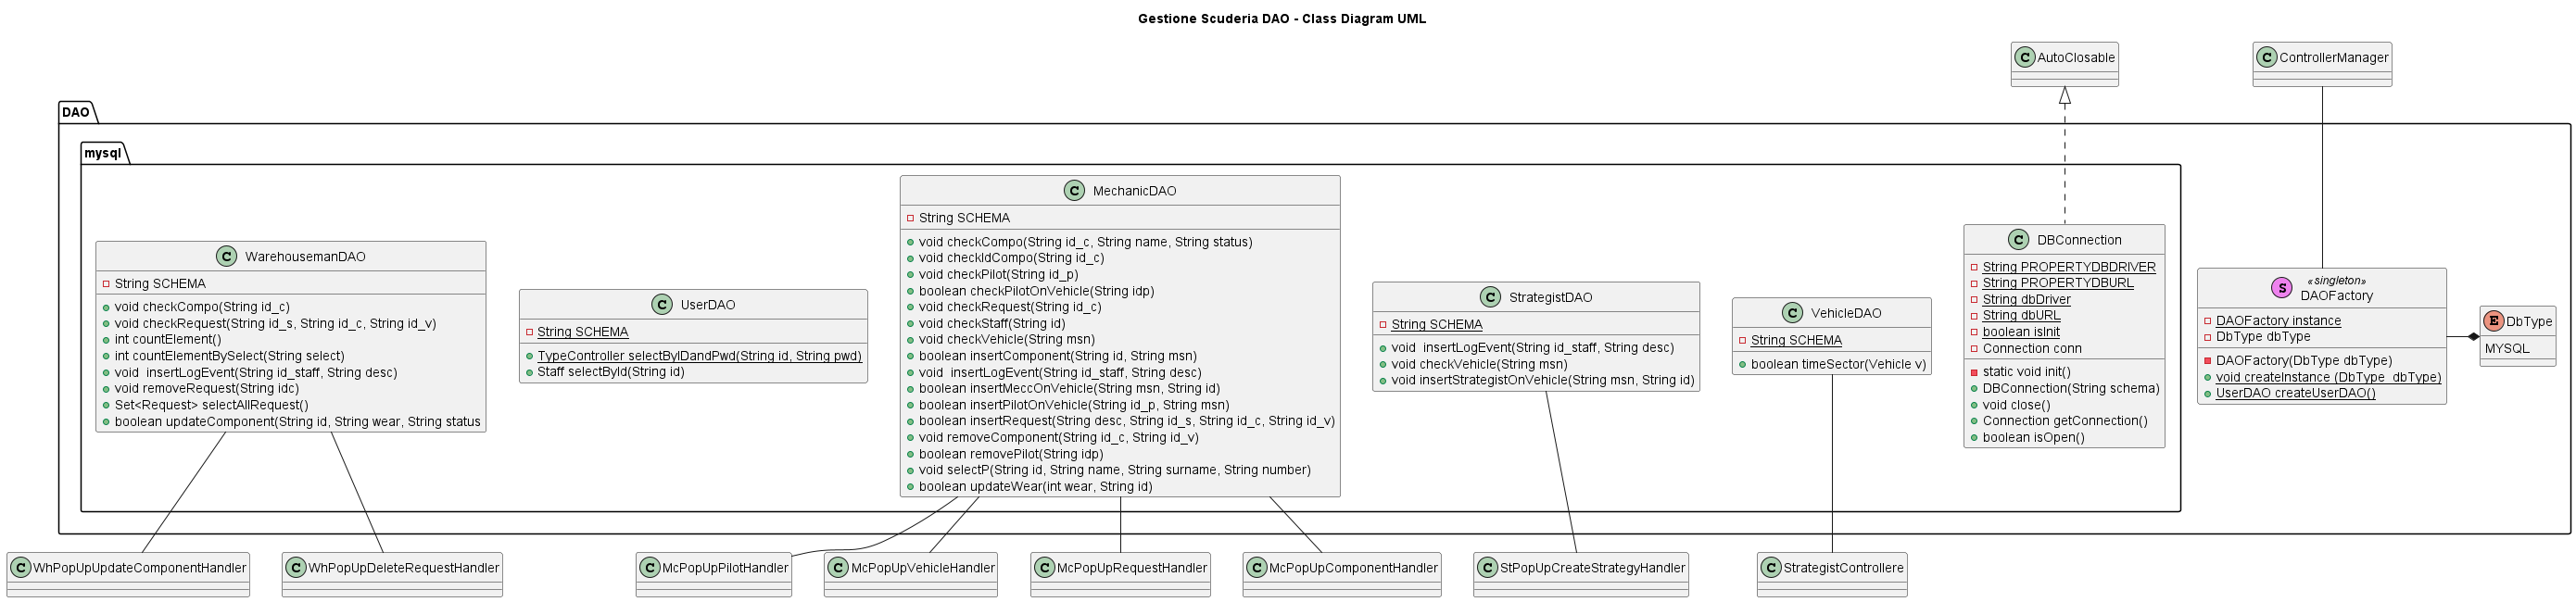 Gestione Scuderia DAO - Class Diagram UML
C AutoClosable
C ControllerManager
DAO
mysql
C WarehousemanDAO
String SCHEMA
void checkCompo(String id_c)
void checkRequest(String id_s, String id_c, String id_v)
int countElement()
int countElementBySelect(String select)
void  insertLogEvent(String id_staff, String desc)
void removeRequest(String idc)
Set<Request> selectAllRequest()
boolean updateComponent(String id, String wear, String status
C UserDAO
String SCHEMA
TypeController selectByIDandPwd(String id, String pwd)
Staff selectById(String id)
C MechanicDAO
String SCHEMA
void checkCompo(String id_c, String name, String status)
void checkIdCompo(String id_c)
void checkPilot(String id_p)
boolean checkPilotOnVehicle(String idp)
void checkRequest(String id_c)
void checkStaff(String id)
void checkVehicle(String msn)
boolean insertComponent(String id, String msn)
void  insertLogEvent(String id_staff, String desc)
boolean insertMeccOnVehicle(String msn, String id)
boolean insertPilotOnVehicle(String id_p, String msn)
boolean insertRequest(String desc, String id_s, String id_c, String id_v)
void removeComponent(String id_c, String id_v)
boolean removePilot(String idp)
void selectP(String id, String name, String surname, String number)
boolean updateWear(int wear, String id)
C StrategistDAO
String SCHEMA
void  insertLogEvent(String id_staff, String desc)
void checkVehicle(String msn)
void insertStrategistOnVehicle(String msn, String id)
C VehicleDAO
String SCHEMA
boolean timeSector(Vehicle v)
C DBConnection
String PROPERTYDBDRIVER
String PROPERTYDBURL
String dbDriver
String dbURL
boolean isInit
Connection conn
static void init()
DBConnection(String schema)
void close()
Connection getConnection()
boolean isOpen()
S «singleton»
DAOFactory
DAOFactory instance
DbType dbType
DAOFactory(DbType dbType)
void createInstance (DbType  dbType)
UserDAO createUserDAO()
E DbType
MYSQL
C WhPopUpUpdateComponentHandler
C WhPopUpDeleteRequestHandler
C McPopUpPilotHandler
C McPopUpVehicleHandler
C McPopUpRequestHandler
C McPopUpComponentHandler
C StPopUpCreateStrategyHandler
C StrategistControllere